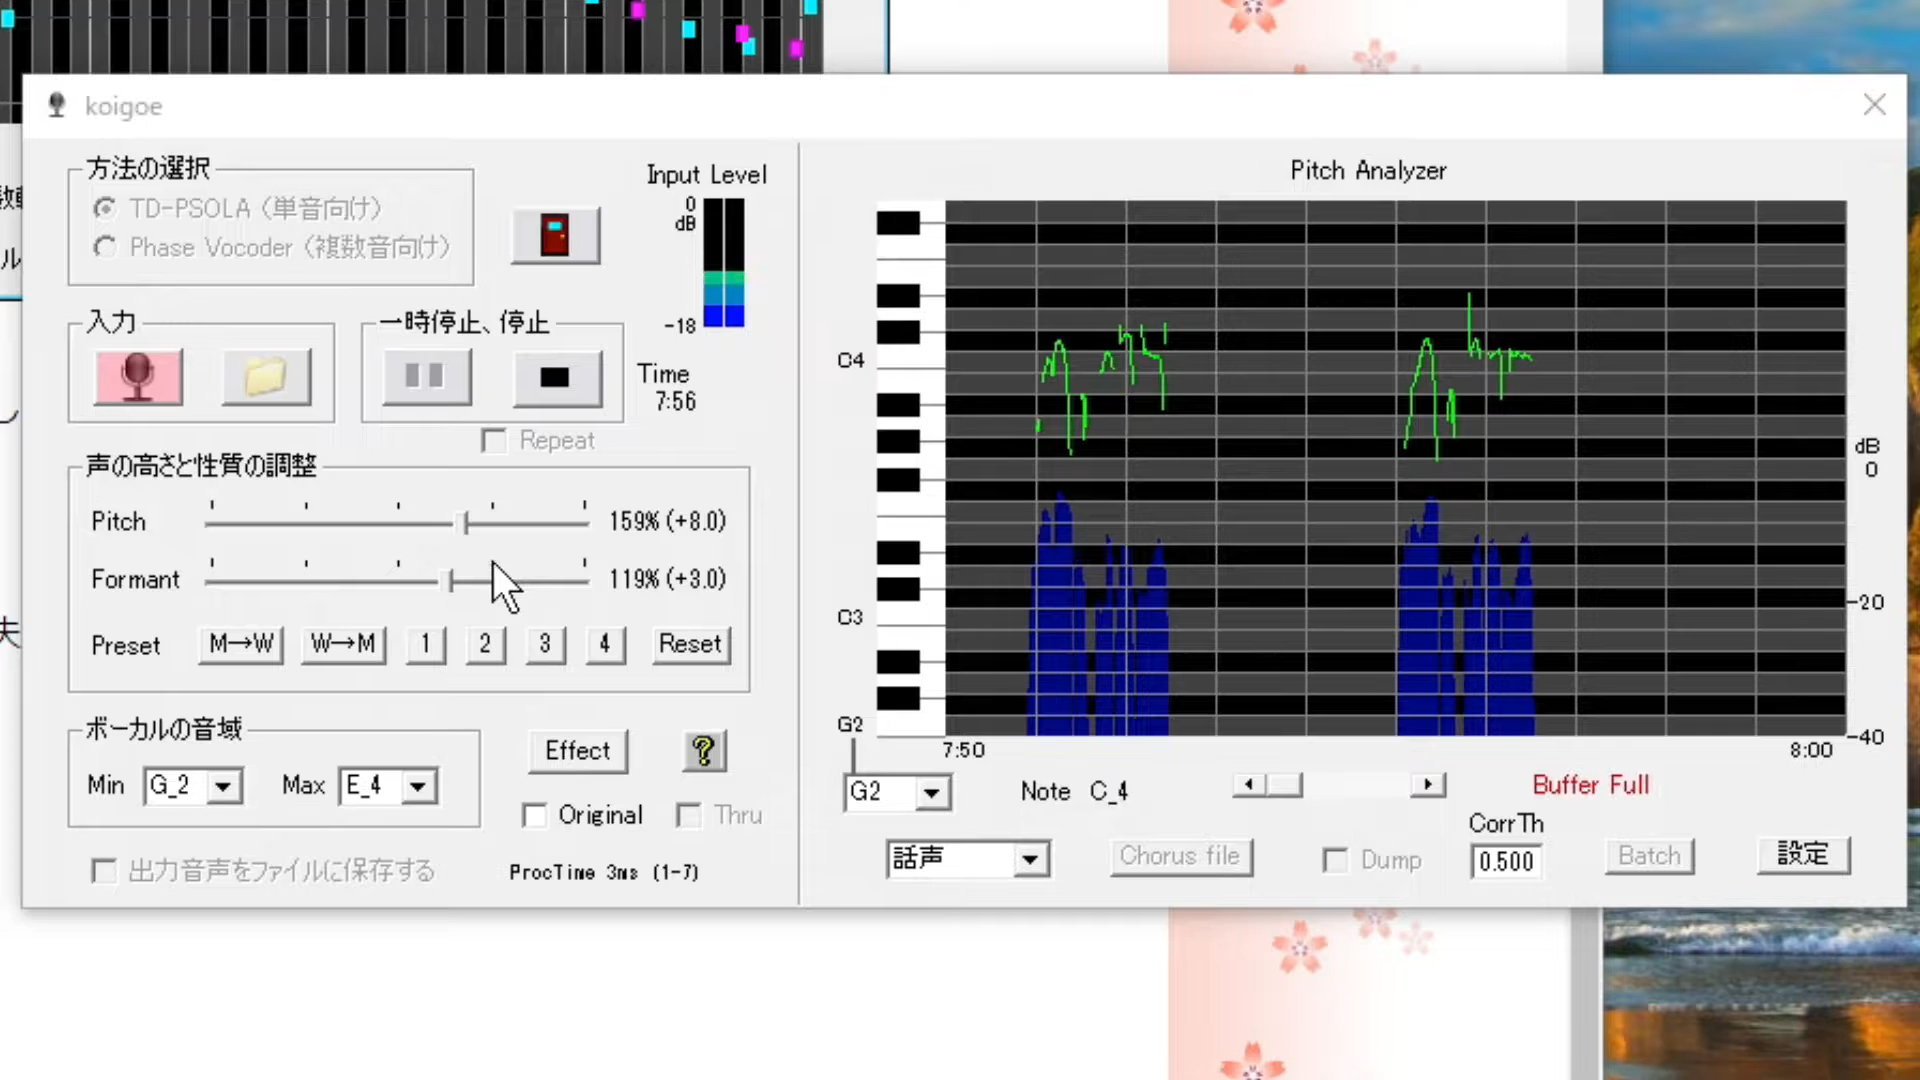 koigoe
方法の選択
TD-PSOLA (単音向け)
Phase Vocoder (複数音向け)
Input Level
0
dB
-18
入力
一時停止、停止
Time
7:56
Repeat
声の高さと性質の調整
Pitch 159% (+8.0)
Formant 119% (+3.0)
Preset M→W W→M 1 2 3 4 Reset
ボーカルの音域
Min G_2 Max E_4
Effect
Original Thru
出力音声をファイルに保存する
ProcTime 3ms (1-7)
Pitch Analyzer
C4
C3
G2
dB
0
-20
-40
7:50 8:00
G2 Note C_4 Buffer Full
CorrTh
話声 Chorus file Dump 0.500 Batch 設定
ル
夫